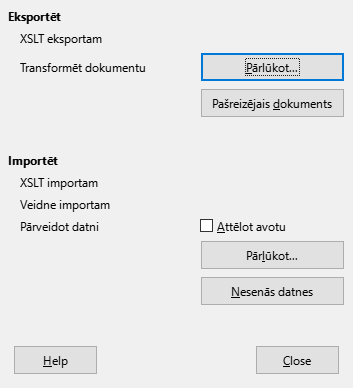 Eksportēt
XSLT eksportam
Transformēt dokumentu
Pārlūkot...
Pašreizējais dokuments
Importēt
XSLT importam
Veidne importam
Pārveidot datni
Attēlot avotu
Pārlūkot...
Nesenās datnes
Help
Close